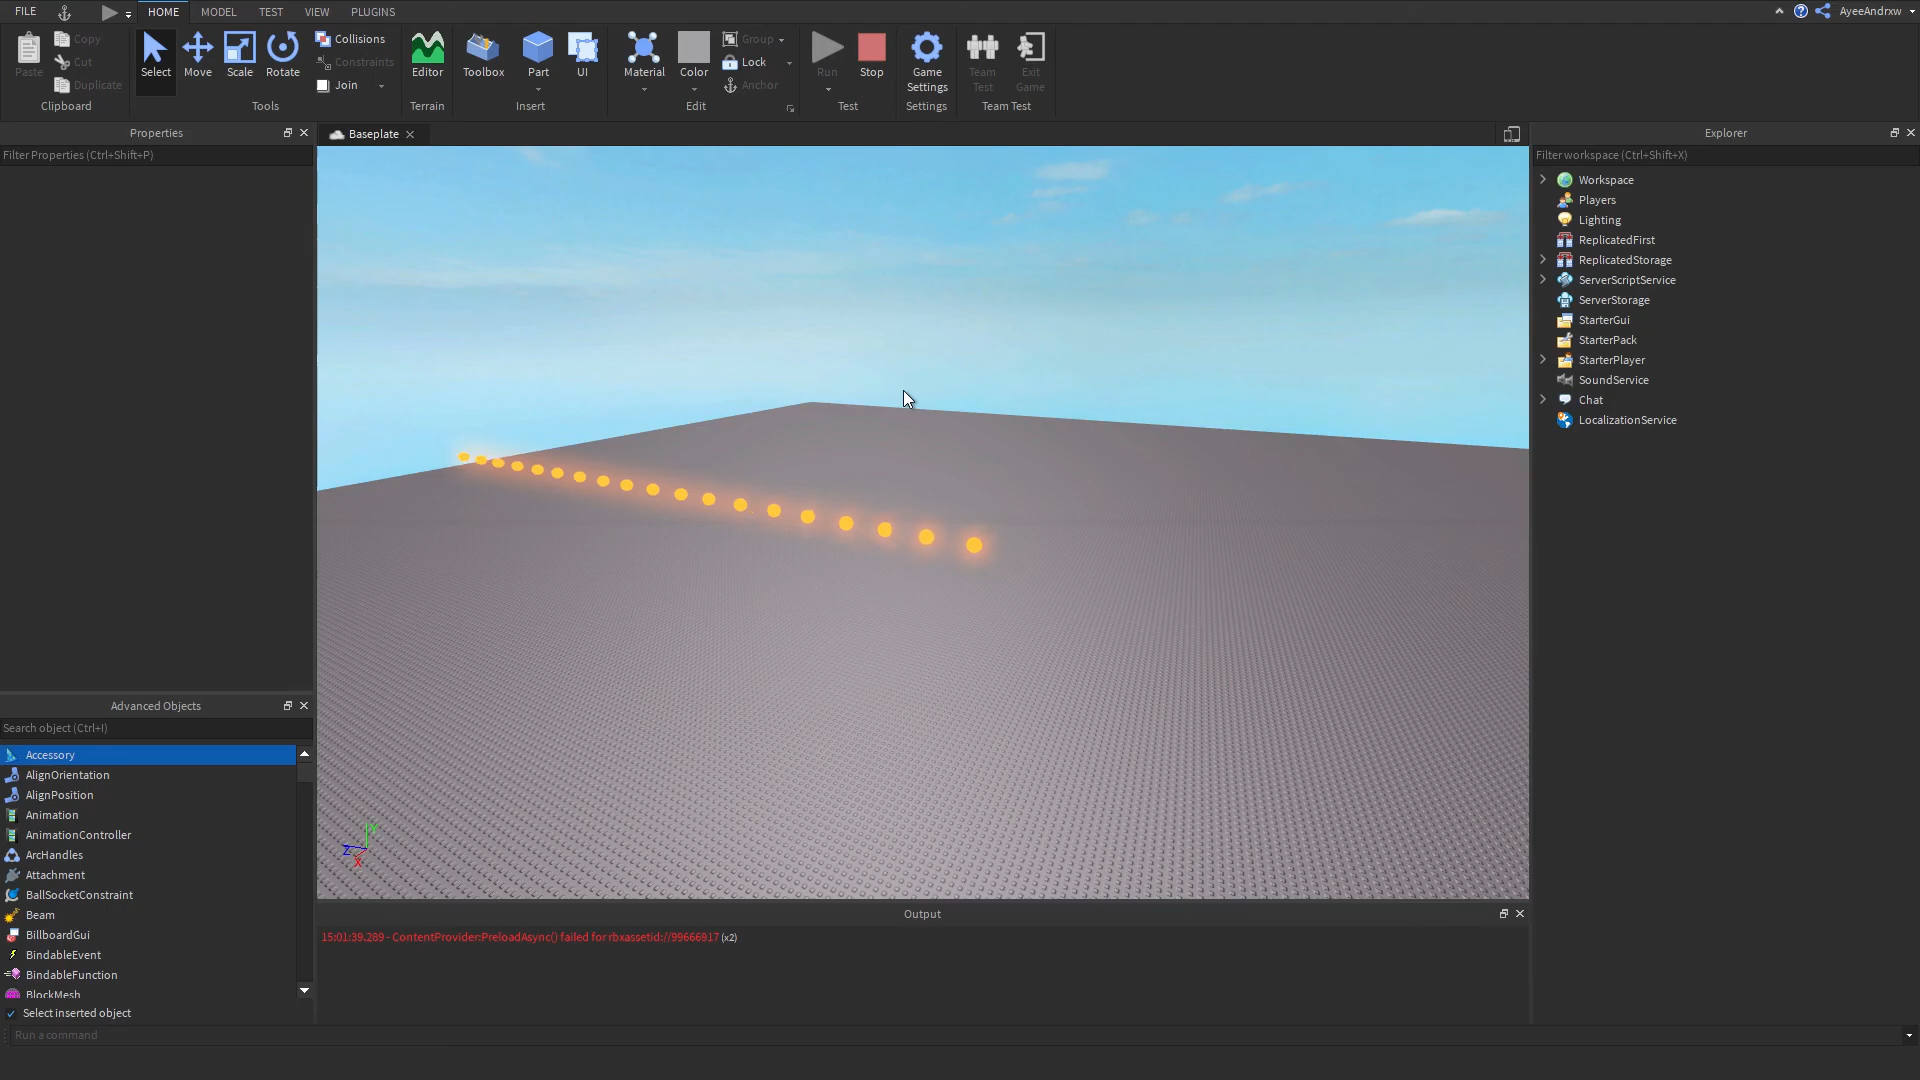 FILE HOME MODEL TEST VIEW PLUGINS AyeeAndrxw
Paste
Copy
Cut
Duplicate
Clipboard
Select Move Scale Rotate
Collisions
Constraints
Join
Tools
Editor
Terrain
Toolbox Part UI
Insert
Material Color
Group
Lock
Anchor
Edit
Run Stop
Test
Game Settings
Settings
Team Test
Exit Game
Team Test
Properties
Filter Properties (Ctrl+Shift+P)
Baseplate
Y
Z
X
Explorer
Filter workspace (Ctrl+Shift+X)
Workspace
Players
Lighting
ReplicatedFirst
ReplicatedStorage
ServerScriptService
ServerStorage
StarterGui
StarterPack
StarterPlayer
SoundService
Chat
LocalizationService
Advanced Objects
Search object (Ctrl+I)
Accessory
AlignOrientation
AlignPosition
Animation
AnimationController
ArcHandles
Attachment
BallSocketConstraint
Beam
BillboardGui
BindableEvent
BindableFunction
BlockMesh
Select inserted object
Output
15:01:39.289 - ContentProvider:PreloadAsync() failed for rbxassetid://99666917 (x2)
Run a command